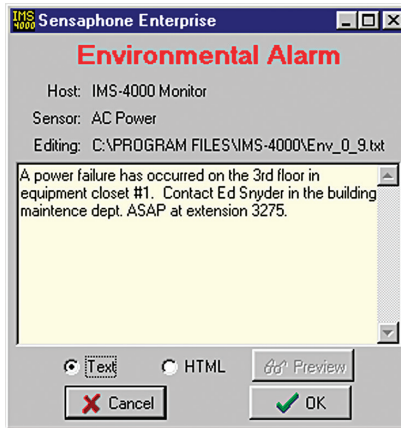 IMS 4000 Sensaphone Enterprise
Environmental Alarm
Host: IMS-4000 Monitor
Sensor: AC Power
Editing: C:\PROGRAM FILES\IMS-4000\Env_0_9.txt
A power failure has occurred on the 3rd floor in
equipment closet #1. Contact Ed Snyder in the building
maintence dept. ASAP at extension 3275.
Text HTML Preview
Cancel OK